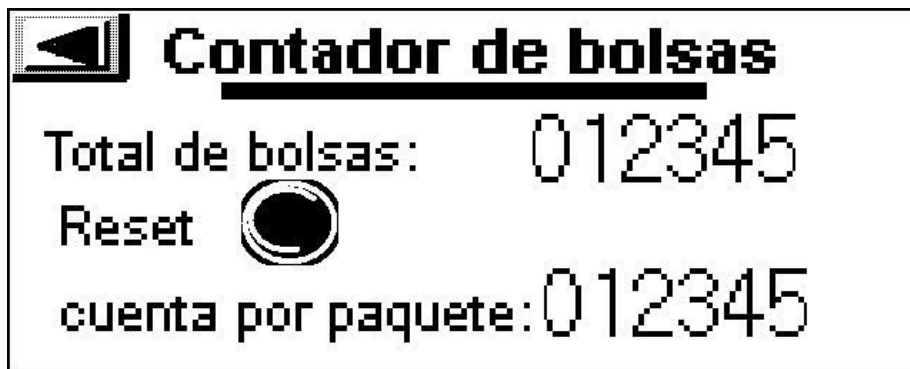 Contador de bolsas
Total de bolsas: 012345
Reset
cuenta por paquete: 012345